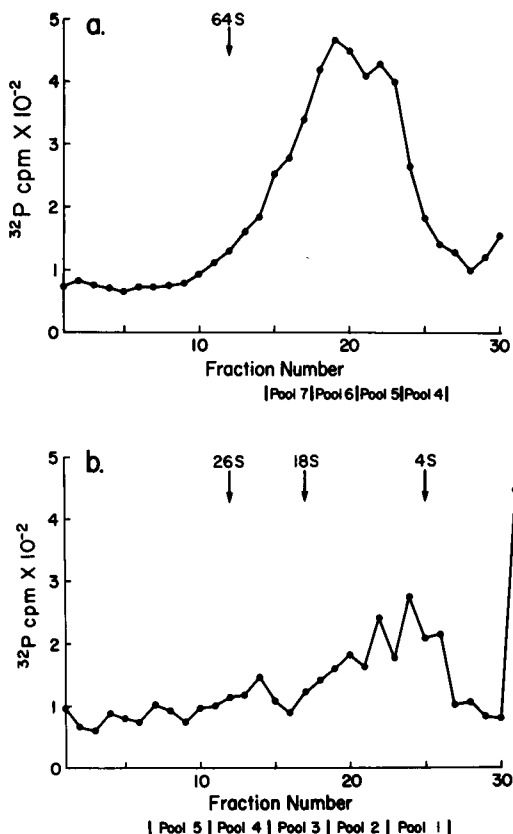 a.
64S
5
4
3
2
1
0
³²P cpm X 10⁻²
10 20 30
Fraction Number
|Pool 7|Pool 6|Pool 5|Pool 4|
b.
26S 18S 4S
5
4
3
2
1
0
³²P cpm X 10⁻²
10 20 30
Fraction Number
| Pool 5 | Pool 4 | Pool 3 | Pool 2 | Pool 1 |